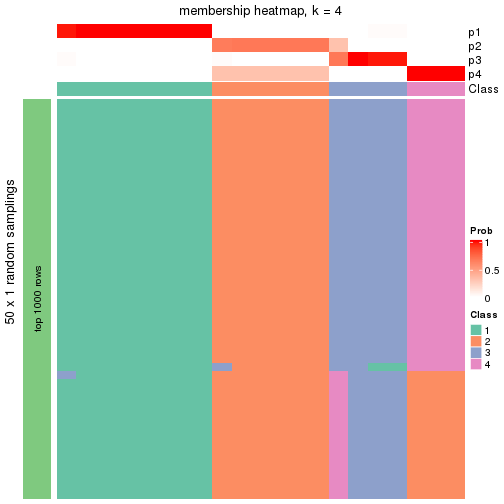 membership heatmap, k = 4
p1
p2
p3
p4
Class
50 x 1 random samplings
top 1000 rows
Prob
1
0.5
0
Class
1
2
3
4